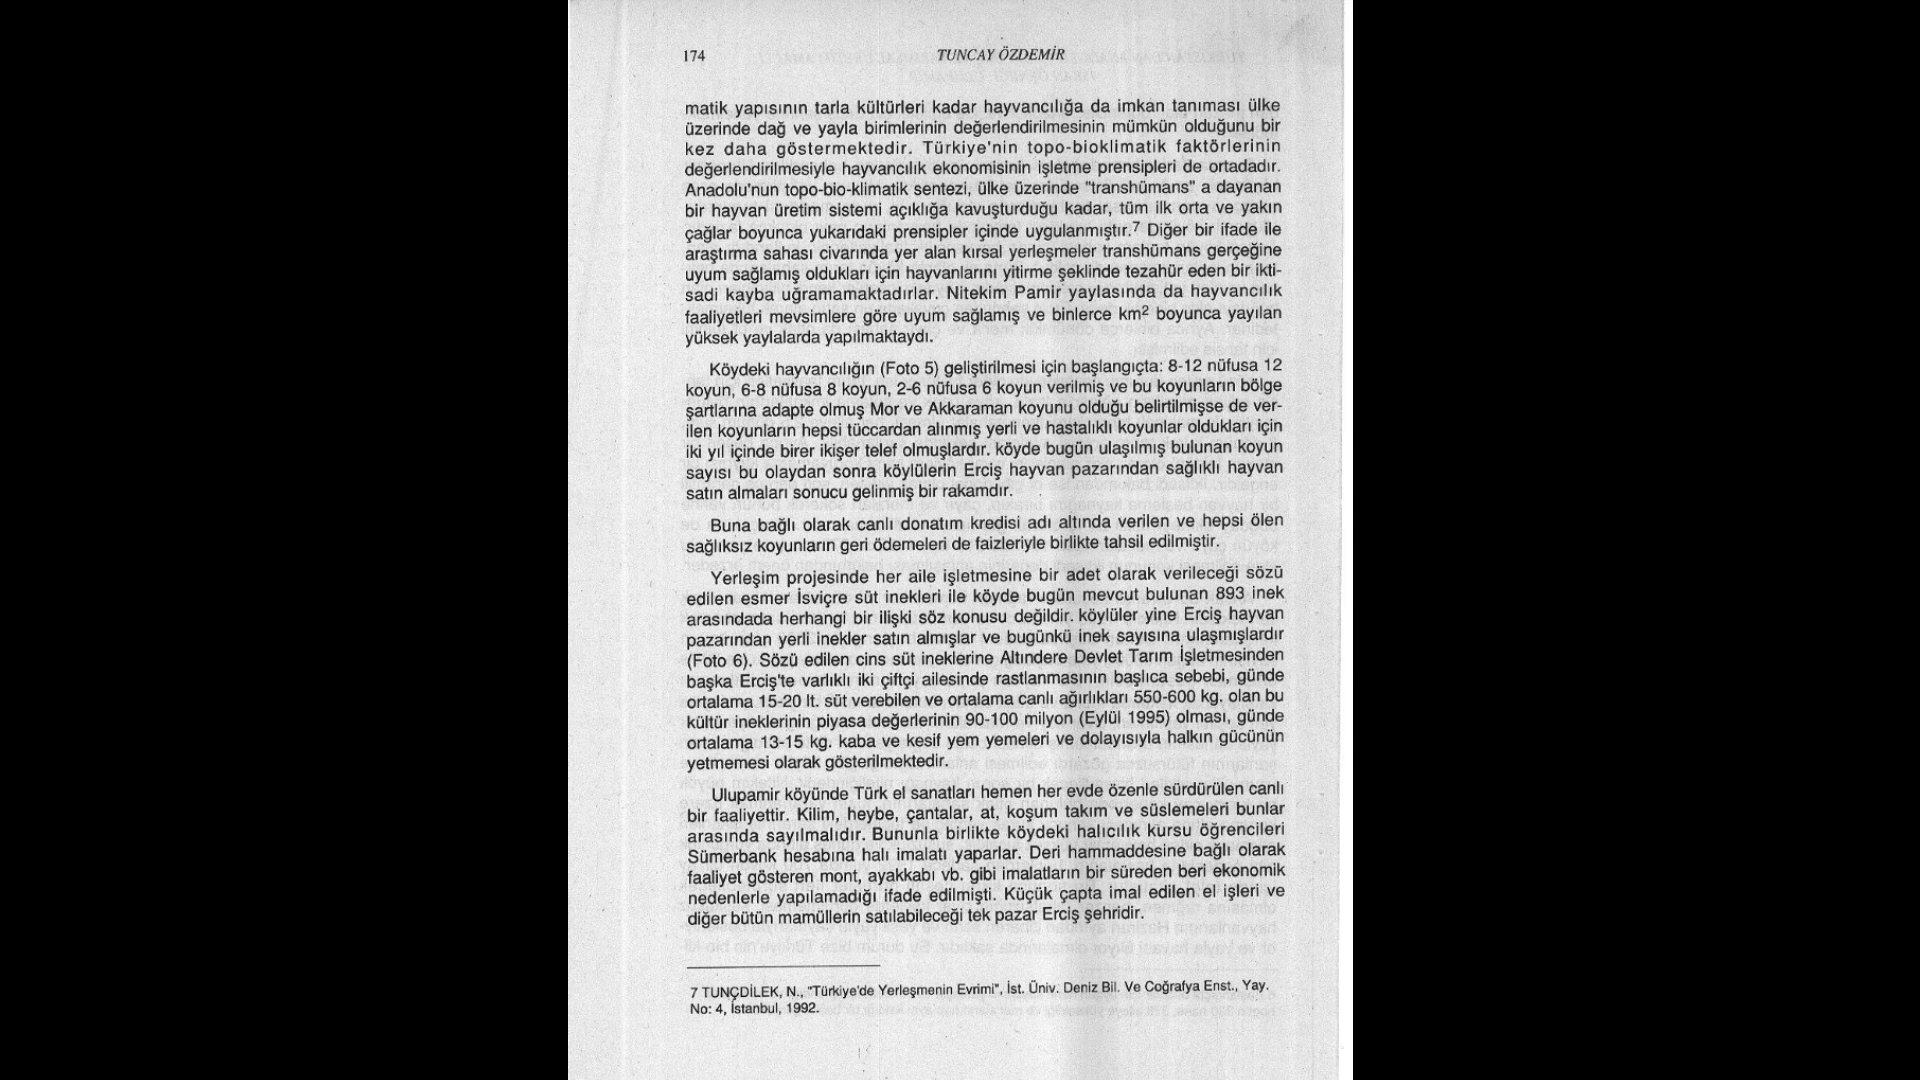 174
TUNCAY ÖZDEMİR
matik yapısının tarla kültürleri kadar hayvancılığa da imkan tanıması ülke
üzerinde dağ ve yayla birimlerinin değerlendirilmesinin mümkün olduğunu bir
kez daha göstermektedir. Türkiye'nin topo-bioklimatik faktörlerinin
değerlendirilmesiyle hayvancılık ekonomisinin işletme prensipleri de ortadadır.
Anadolu'nun topo-bio-klimatik sentezi, ülke üzerinde "transhümans" a dayanan
bir hayvan üretim sistemi açıklığa kavuşturduğu kadar, tüm ilk orta ve yakın
çağlar boyunca yukarıdaki prensipler içinde uygulanmıştır.7 Diğer bir ifade ile
araştırma sahası civarında yer alan kırsal yerleşmeler transhümans gerçeğine
uyum sağlamış oldukları için hayvanlarını yitirme şeklinde tezahür eden bir ikti-
sadi kayba uğramamaktadırlar. Nitekim Pamir yaylasında da hayvancılık
faaliyetleri mevsimlere göre uyum sağlamış ve binlerce km2 boyunca yayılan
yüksek yaylalarda yapılmaktaydı.
Köydeki hayvancılığın (Foto 5) geliştirilmesi için başlangıçta: 8-12 nüfusa 12
koyun, 6-8 nüfusa 8 koyun, 2-6 nüfusa 6 koyun verilmiş ve bu koyunların bölge
şartlarına adapte olmuş Mor ve Akkaraman koyunu olduğu belirtilmişse de ver-
ilen koyunların hepsi tüccardan alınmış yerli ve hastalıklı koyunlar oldukları için
iki yıl içinde birer ikişer telef olmuşlardır. köyde bugün ulaşılmış bulunan koyun
sayısı bu olaydan sonra köylülerin Erciş hayvan pazarından sağlıklı hayvan
satın almaları sonucu gelinmiş bir rakamdır.
Buna bağlı olarak canlı donatım kredisi adı altında verilen ve hepsi ölen
sağlıksız koyunların geri ödemeleri de faizleriyle birlikte tahsil edilmiştir.
Yerleşim projesinde her aile işletmesine bir adet olarak verileceği sözü
edilen esmer İsviçre süt inekleri ile köyde bugün mevcut bulunan 893 inek
arasındada herhangi bir ilişki söz konusu değildir. köylüler yine Erciş hayvan
pazarından yerli inekler satın almışlar ve bugünkü inek sayısına ulaşmışlardır
(Foto 6). Sözü edilen cins süt ineklerine Altındere Devlet Tarım İşletmesinden
başka Erciş'te varlıklı iki çiftçi ailesinde rastlanmasının başlıca sebebi, günde
ortalama 15-20 lt. süt verebilen ve ortalama canlı ağırlıkları 550-600 kg. olan bu
kültür ineklerinin piyasa değerlerinin 90-100 milyon (Eylül 1995) olması, günde
ortalama 13-15 kg. kaba ve kesif yem yemeleri ve dolayısıyla halkın gücünün
yetmemesi olarak gösterilmektedir.
Ulupamir köyünde Türk el sanatları hemen her evde özenle sürdürülen canlı
bir faaliyettir. Kilim, heybe, çantalar, at, koşum takım ve süslemeleri bunlar
arasında sayılmalıdır. Bununla birlikte köydeki halıcılık kursu öğrencileri
Sümerbank hesabına halı imalatı yaparlar. Deri hammaddesine bağlı olarak
faaliyet gösteren mont, ayakkabı vb. gibi imalatların bir süreden beri ekonomik
nedenlerle yapılamadığı ifade edilmişti. Küçük çapta imal edilen el işleri ve
diğer bütün mamüllerin satılabileceği tek pazar Erciş şehridir.
7 TUNÇDİLEK, N., "Türkiye'de Yerleşmenin Evrimi", İst. Üniv. Deniz Bil. Ve Coğrafya Enst., Yay.
No: 4, İstanbul, 1992.